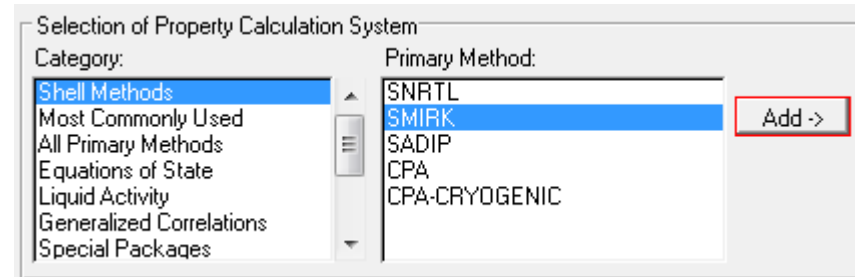 Selection of Property Calculation System
Category:
Primary Method:
Shell Methods
Most Commonly Used
All Primary Methods
Equations of State
Liquid Activity
Generalized Correlations
Special Packages
SNRTL
SMIRK
SADIP
CPA
CPA-CRYOGENIC
Add ->